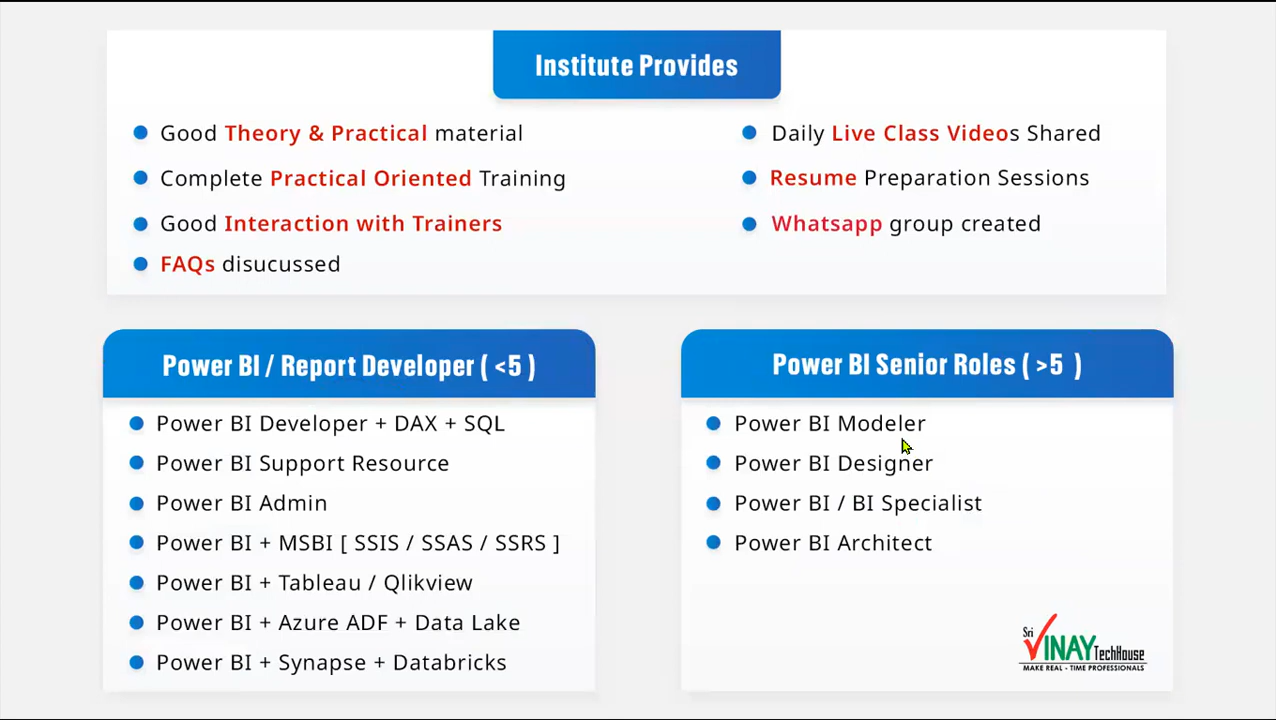 Institute Provides
Good Theory & Practical material
Complete Practical Oriented Training
Good Interaction with Trainers
FAQs disucussed
Daily Live Class Videos Shared
Resume Preparation Sessions
Whatsapp group created
Power BI / Report Developer ( <5 )
Power BI Developer + DAX + SQL
Power BI Support Resource
Power BI Admin
Power BI + MSBI [ SSIS / SSAS / SSRS ]
Power BI + Tableau / Qlikview
Power BI + Azure ADF + Data Lake
Power BI + Synapse + Databricks
Power BI Senior Roles ( >5 )
Power BI Modeler
Power BI Designer
Power BI / BI Specialist
Power BI Architect
Sri VINAY TechHouse
MAKE REAL - TIME PROFESSIONALS